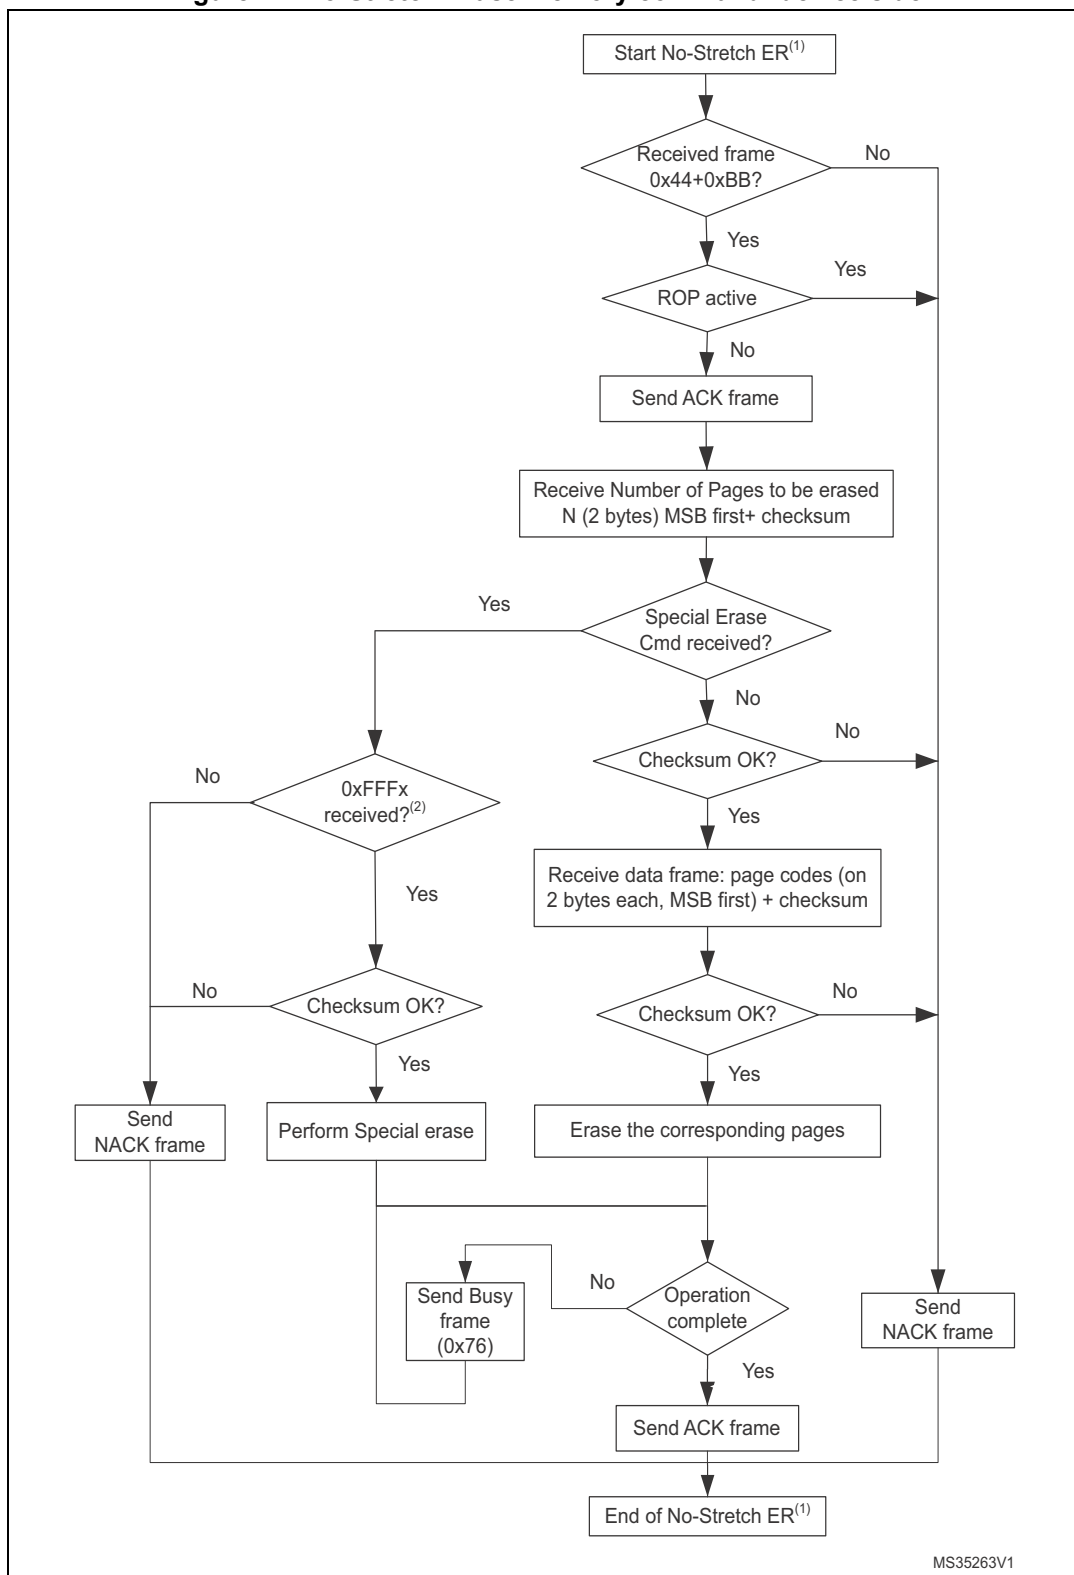 Start No-Stretch ER(1)
Received frame
0x44+0xBB?
No
Yes
Yes
ROP active
No
Send ACK frame
Receive Number of Pages to be erased
N (2 bytes) MSB first+ checksum
Yes
Special Erase
Cmd received?
No
No
Checksum OK?
No
0xFFFx
received?(2)
Yes
Receive data frame: page codes (on
2 bytes each, MSB first) + checksum
Yes
No
Checksum OK?
No
Checksum OK?
Yes
Yes
Send
NACK frame
Perform Special erase
Erase the corresponding pages
No
Operation
complete
Send Busy
frame
(0x76)
Send
NACK frame
Yes
Send ACK frame
End of No-Stretch ER(1)
MS35263V1